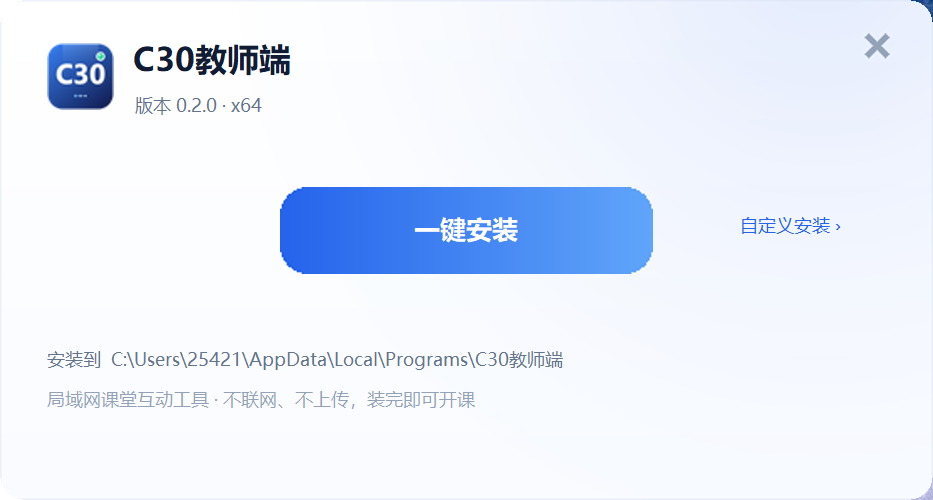 C30
C30教师端
版本 0.2.0 · x64
一键安装
自定义安装 ›
安装到 C:\Users\25421\AppData\Local\Programs\C30教师端
局域网课堂互动工具 · 不联网、不上传，装完即可开课